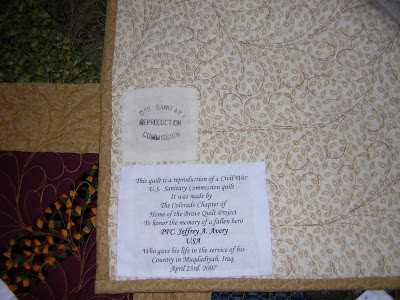 SANITARY
REPRODUCTION
COMMISSION
This quilt is a reproduction of a Civil War
U.S. Sanitary Commission quilt
It was made by
The Colorado Chapter of
Home of the Brave Quilt Project
To honor the memory of a fallen hero
PFC. Jeffrey A. Avery
USA
Who gave his life in the service of his
Country in Muqdadiyah, Iraq.
April 23rd. 2007